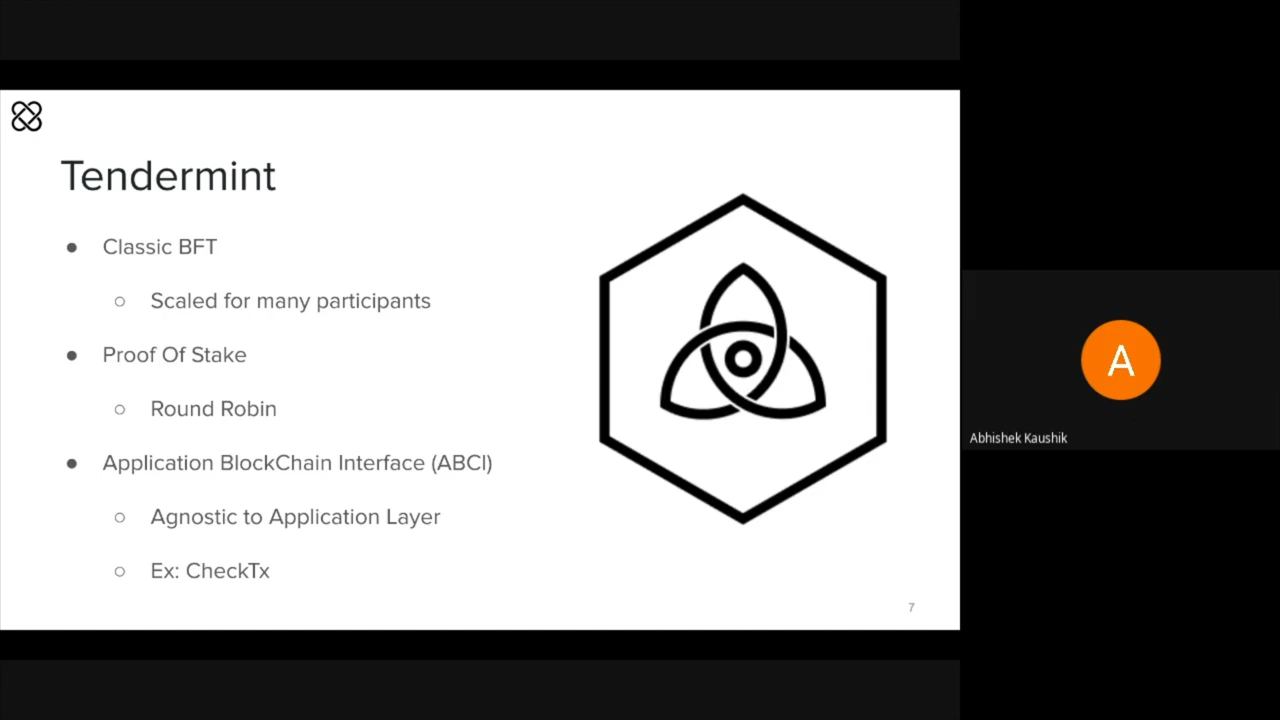 Tendermint
● Classic BFT
○ Scaled for many participants
● Proof Of Stake
○ Round Robin
● Application BlockChain Interface (ABCI)
○ Agnostic to Application Layer
○ Ex: CheckTx
7
A
Abhishek Kaushik